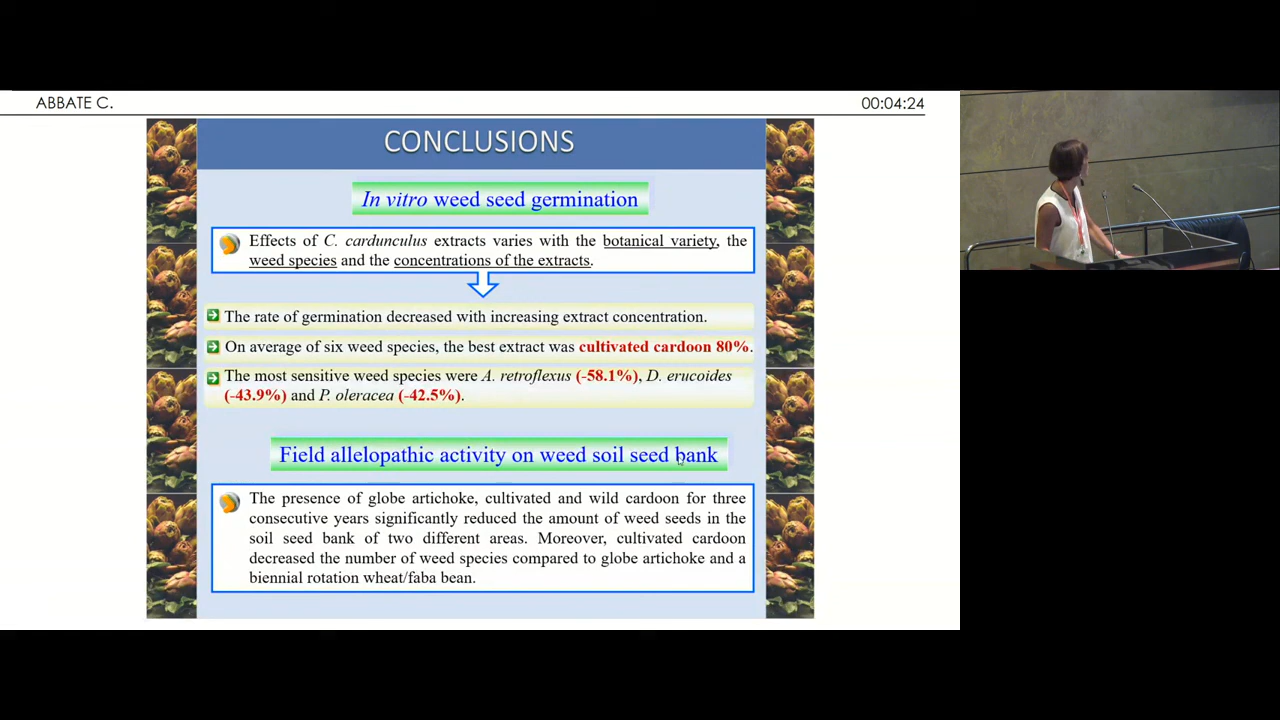 ABBATE C.
00:04:24
CONCLUSIONS
In vitro weed seed germination
Effects of C. cardunculus extracts varies with the botanical variety, the
weed species and the concentrations of the extracts.
The rate of germination decreased with increasing extract concentration.
On average of six weed species, the best extract was cultivated cardoon 80%.
The most sensitive weed species were A. retroflexus (-58.1%), D. erucoides
(-43.9%) and P. oleracea (-42.5%).
Field allelopathic activity on weed soil seed bank
The presence of globe artichoke, cultivated and wild cardoon for three
consecutive years significantly reduced the amount of weed seeds in the
soil seed bank of two different areas. Moreover, cultivated cardoon
decreased the number of weed species compared to globe artichoke and a
biennial rotation wheat/faba bean.